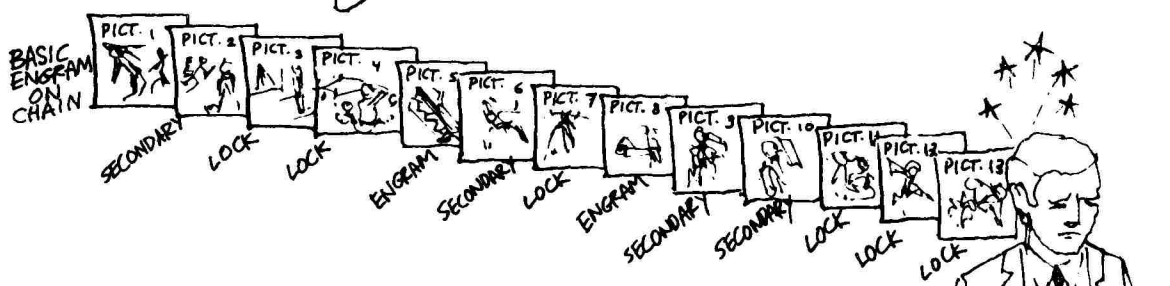 BASIC
ENGRAM
ON
CHAIN
PICT. 1
PICT. 2
PICT. 3
PICT. 4
PICT. 5
PICT. 6
PICT. 7
PICT. 8
PICT. 9
PICT. 10
PICT. 11
PICT. 12
PICT. 13
SECONDARY
LOCK
LOCK
ENGRAM
SECONDARY
LOCK
ENGRAM
SECONDARY
SECONDARY
LOCK
LOCK
LOCK